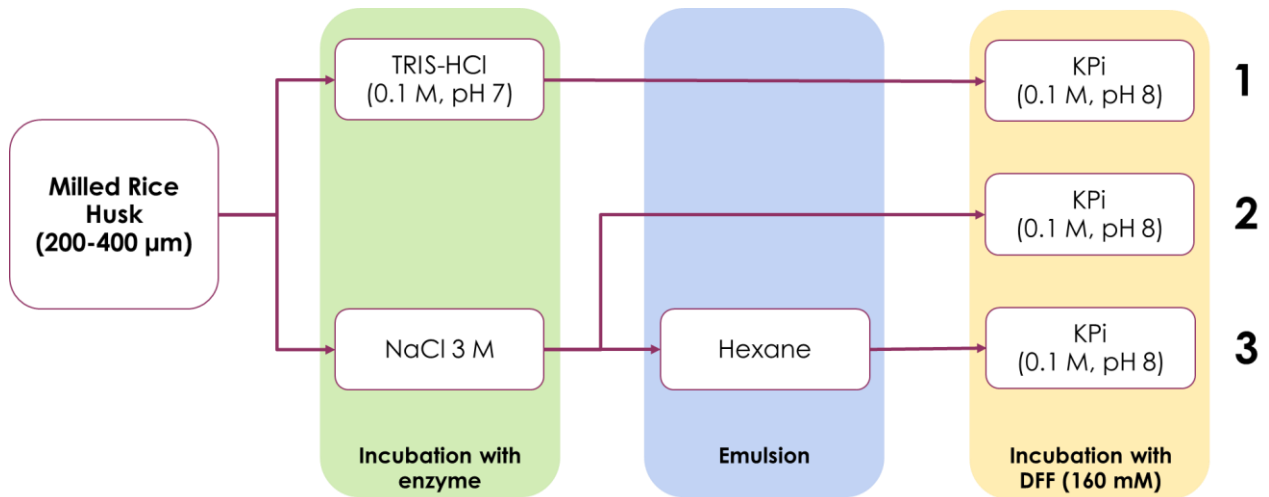 TRIS-HCl
(0.1 M, pH 7)
KPi
(0.1 M, pH 8)
1
Milled Rice
Husk
(200-400 µm)
KPi
(0.1 M, pH 8)
2
NaCl 3 M
Hexane
KPi
(0.1 M, pH 8)
3
Incubation with
enzyme
Emulsion
Incubation with
DFF (160 mM)